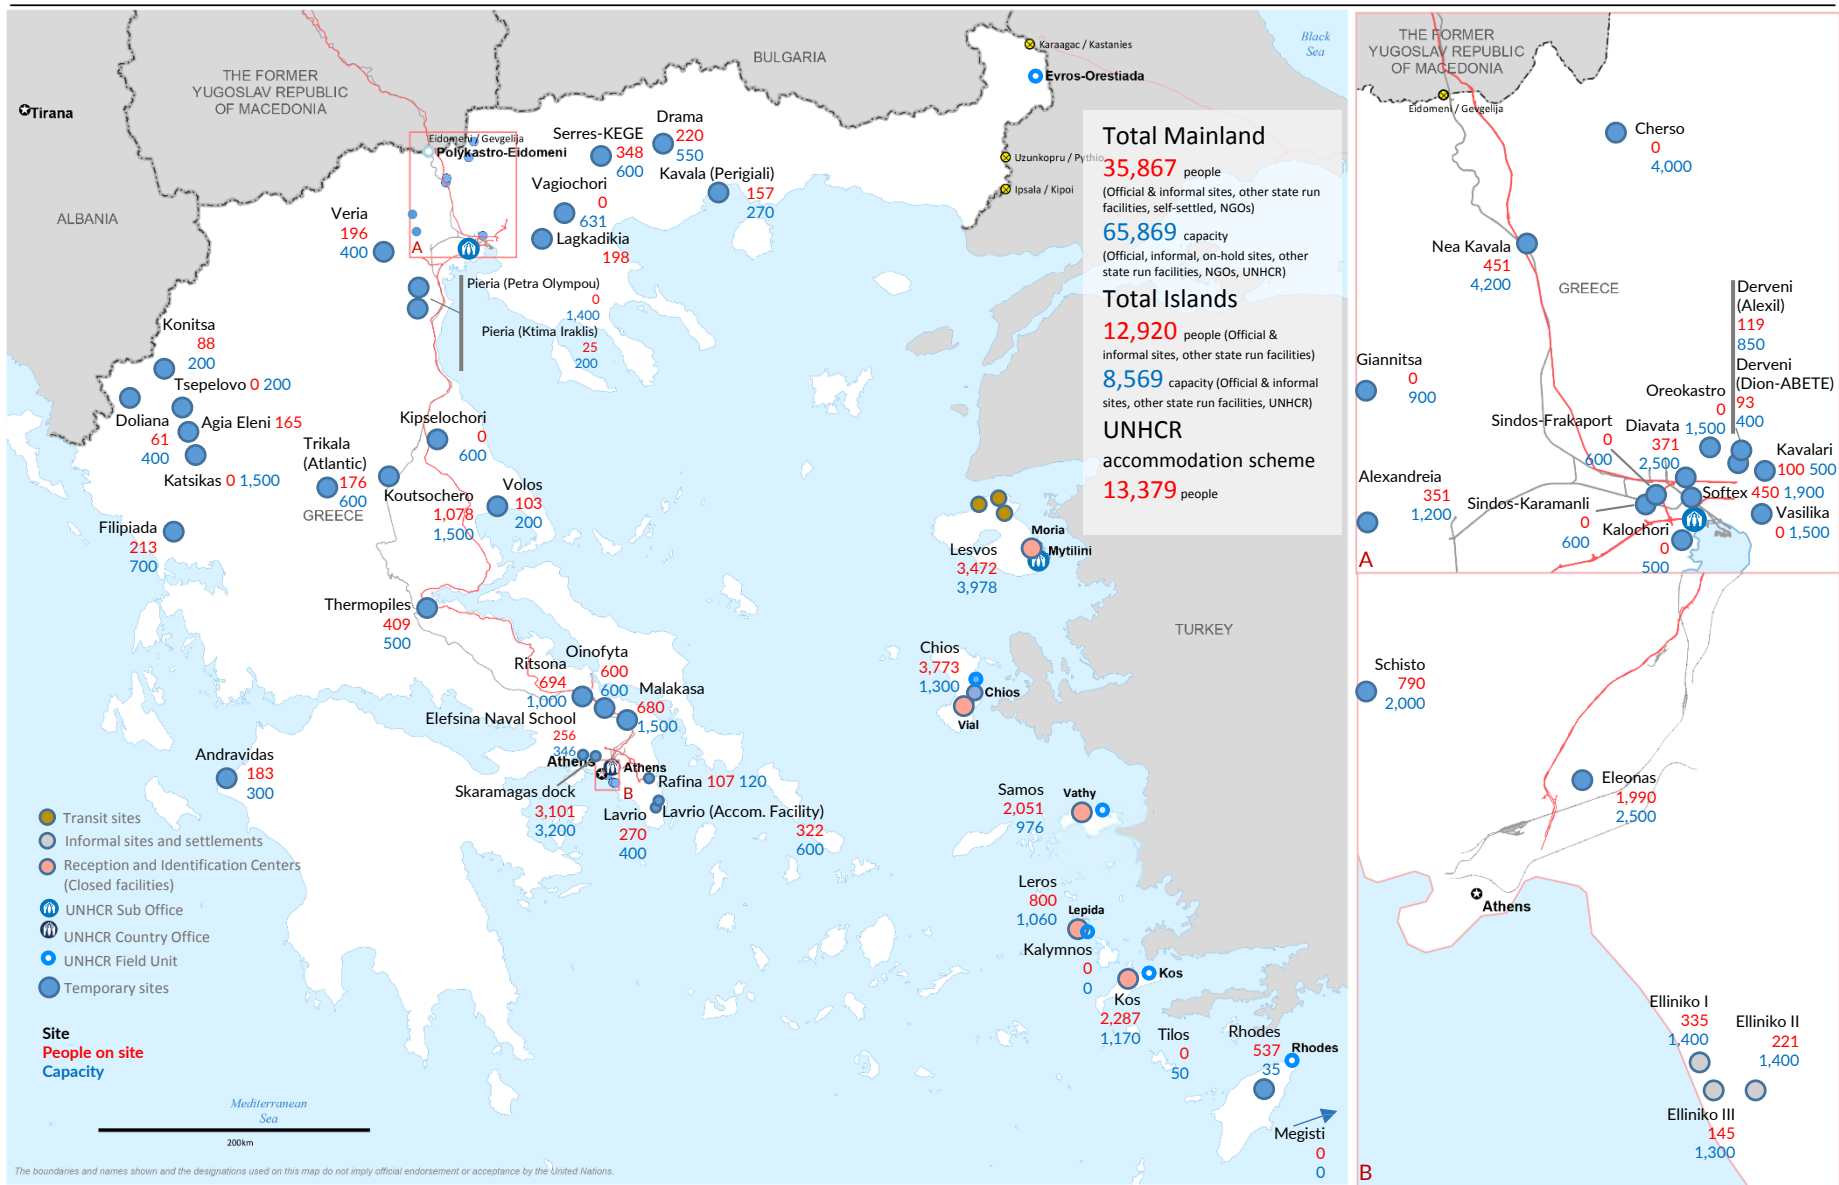 BULGARIA
Black
Sea
Karaagac / Kastanies
Evros-Orestiada
THE FORMER
YUGOSLAV REPUBLIC
OF MACEDONIA
Tirana
ALBANIA
Eidomeni / Gevgelija
Polykastro-Eidomeni
Serres-KEGE
348
600
Drama
220
550
Kavala (Perigiali)
157
270
Vagiochori
0
631
Lagkadikia
198
Uzunkopru / Pythio
Ipsala / Kipoi
Veria
196
400
A
Pieria (Petra Olympou)
0
1,400
Pieria (Ktima Iraklis)
25
200
Total Mainland
35,867 people
(Official & informal sites, other state run
facilities, self-settled, NGOs)
65,869 capacity
(Official, informal, on-hold sites, other
state run facilities, NGOs, UNHCR)
Total Islands
12,920 people (Official &
informal sites, other state run facilities)
8,569 capacity (Official & informal
sites, other state run facilities, UNHCR)
UNHCR
accommodation scheme
13,379 people
Konitsa
88
200
Tsepelovo 0 200
Doliana
61
400
Agia Eleni 165
Katsikas 0 1,500
Trikala
(Atlantic)
176
600
GREECE
Kipselochori
0
600
Koutsochero
1,078
1,500
Volos
103
200
Filipiada
213
700
Thermopiles
409
500
Moria
Mytilini
Lesvos
3,472
3,978
TURKEY
Chios
3,773
1,300
Chios
Vial
Oinofyta
600
600
Ritsona
694
1,000
Malakasa
680
1,500
Elefsina Naval School
256
346
Athens
Athens
B
Skaramagas dock
3,101
3,200
Rafina 107 120
Lavrio
270
400
Lavrio (Accom. Facility)
322
600
Andravidas
183
300
Samos
2,051
976
Vathy
Leros
800
1,060
Lepida
Kalymnos
0
0
Kos
Kos
2,287
1,170
Tilos
0
50
Rhodes
537
35
Rhodes
Megisti
0
0
Transit sites
Informal sites and settlements
Reception and Identification Centers
(Closed facilities)
UNHCR Sub Office
UNHCR Country Office
UNHCR Field Unit
Temporary sites
Site
People on site
Capacity
Mediterranean
Sea
200km
The boundaries and names shown and the designations used on this map do not imply official endorsement or acceptance by the United Nations.
THE FORMER
YUGOSLAV REPUBLIC
OF MACEDONIA
Eidomeni / Gevgelija
Cherso
0
4,000
Nea Kavala
451
4,200
GREECE
Derveni
(Alexil)
119
850
Derveni
(Dion-ABETE)
93
400
Giannitsa
0
900
Oreokastro
0
1,500
Sindos-Frakaport
0
600
Diavata
371
2,500
Kavalari
100 500
Alexandreia
351
1,200
Softex 450 1,900
Sindos-Karamanli
0
600
Vasilika
0 1,500
Kalochori
0
500
A
Schisto
790
2,000
Eleonas
1,990
2,500
Athens
Elliniko I
335
1,400
Elliniko II
221
1,400
Elliniko III
145
1,300
B